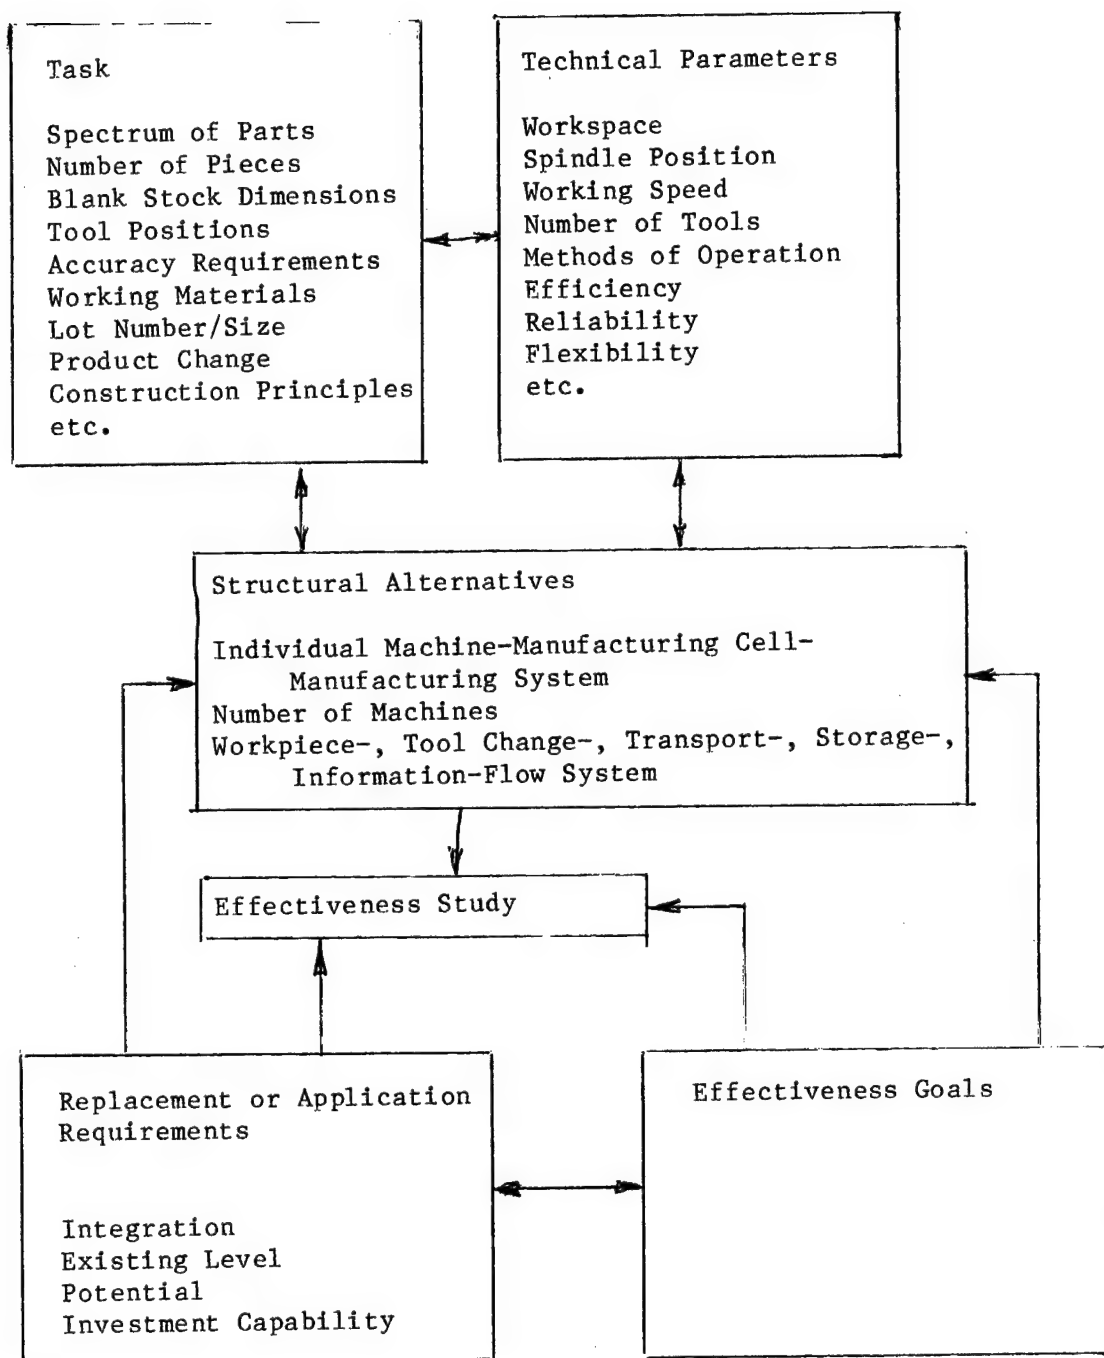 Task
Spectrum of Parts
Number of Pieces
Blank Stock Dimensions
Tool Positions
Accuracy Requirements
Working Materials
Lot Number/Size
Product Change
Construction Principles
etc.
Technical Parameters
Workspace
Spindle Position
Working Speed
Number of Tools
Methods of Operation
Efficiency
Reliability
Flexibility
etc.
Structural Alternatives
Individual Machine-Manufacturing Cell-
Manufacturing System
Number of Machines
Workpiece-, Tool Change-, Transport-, Storage-,
Information-Flow System
Effectiveness Study
Replacement or Application
Requirements
Integration
Existing Level
Potential
Investment Capability
Effectiveness Goals